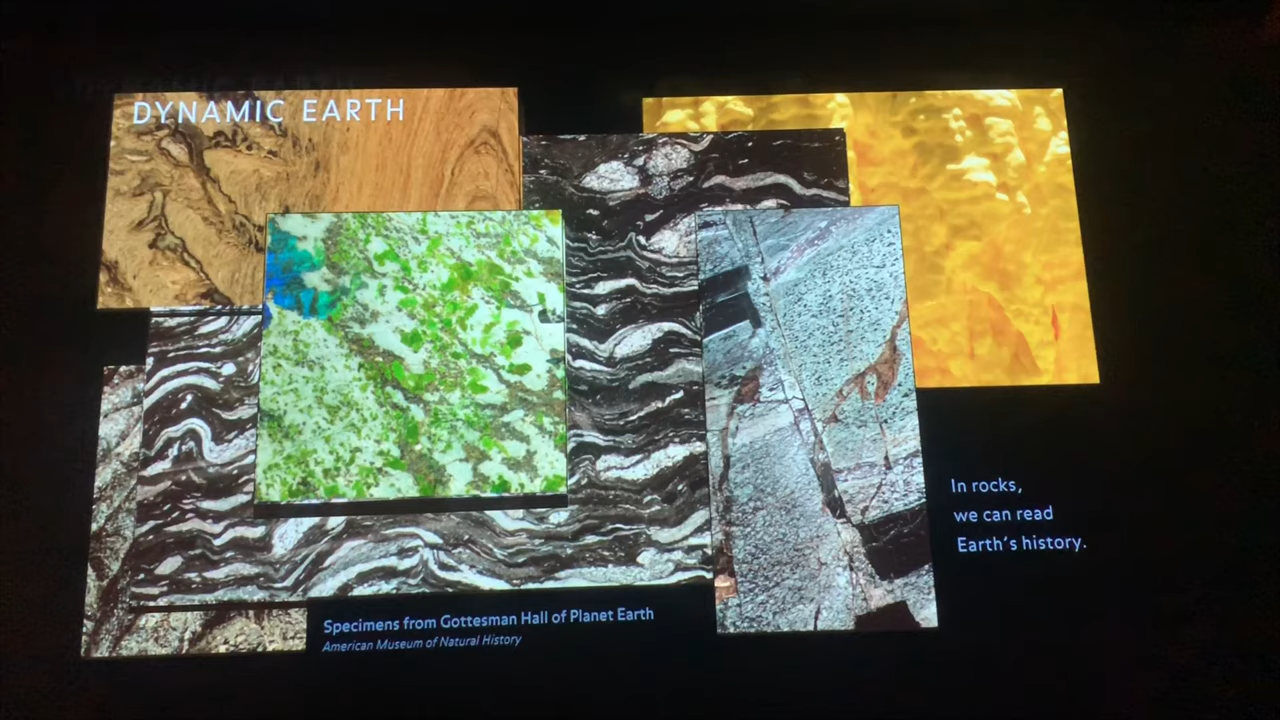 DYNAMIC EARTH
In rocks,
we can read
Earth's history.
Specimens from Gottesman Hall of Planet Earth
American Museum of Natural History